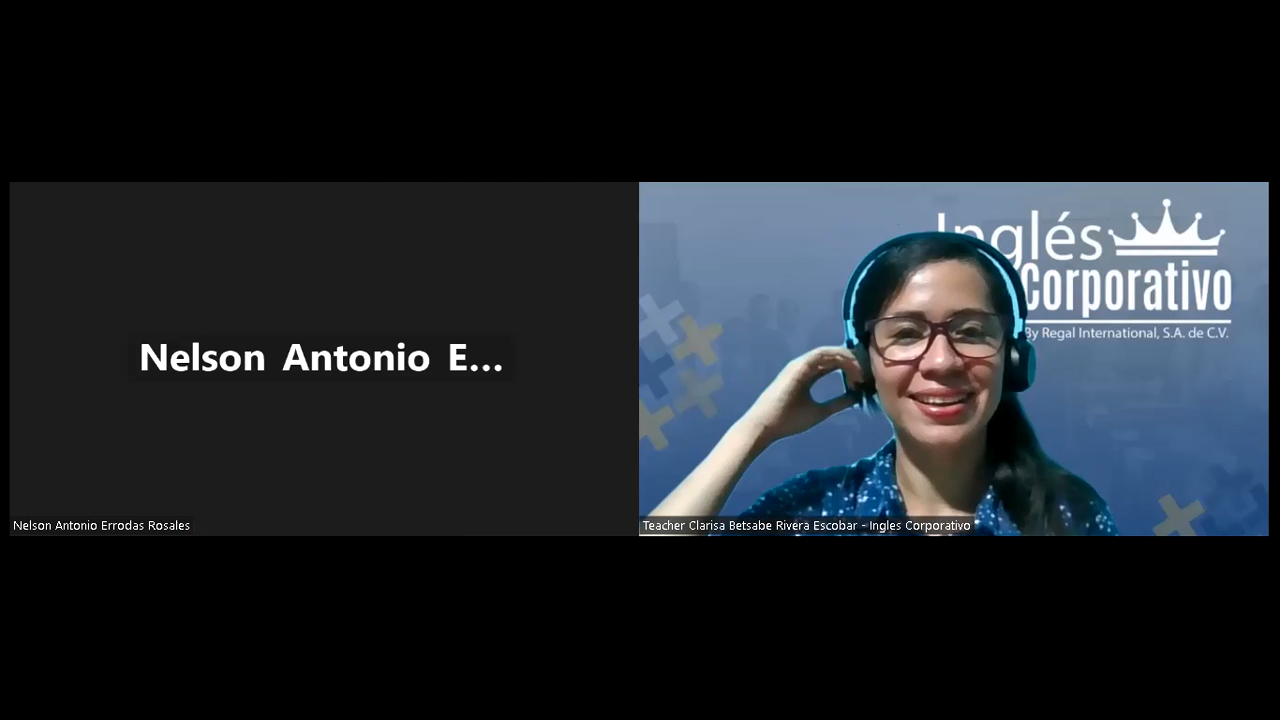 Nelson Antonio E...
Nelson Antonio Errodas Rosales
Inglés
Corporativo
By Regal International, S.A. de C.V.
Teacher Clarisa Betsabe Rivera Escobar - Ingles Corporativo